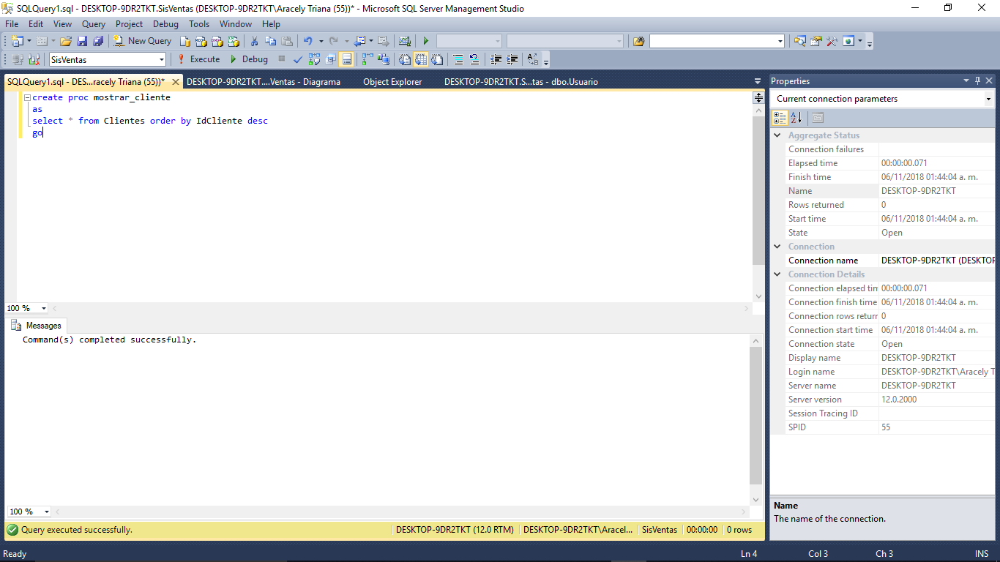 SQLQuery1.sql - DESKTOP-9DR2TKT.SisVentas (DESKTOP-9DR2TKT\Aracely Triana (55))* - Microsoft SQL Server Management Studio
File Edit View Query Project Debug Tools Window Help
New Query
SisVentas Execute Debug
SQLQuery1.sql - DES...racely Triana (55))* DESKTOP-9DR2TKT....Ventas - Diagrama Object Explorer DESKTOP-9DR2TKT.S...tas - dbo.Usuario
create proc mostrar_cliente
as
select * from Clientes order by IdCliente desc
go
100 %
Messages
Command(s) completed successfully.
100 %
Query executed successfully. DESKTOP-9DR2TKT (12.0 RTM) DESKTOP-9DR2TKT\Aracel... SisVentas 00:00:00 0 rows
Properties
Current connection parameters
Aggregate Status
Connection failures
Elapsed time 00:00:00.071
Finish time 06/11/2018 01:44:04 a. m.
Name DESKTOP-9DR2TKT
Rows returned 0
Start time 06/11/2018 01:44:04 a. m.
State Open
Connection
Connection name DESKTOP-9DR2TKT (DESKTOP
Connection Details
Connection elapsed tim 00:00:00.071
Connection finish time 06/11/2018 01:44:04 a. m.
Connection rows return 0
Connection start time 06/11/2018 01:44:04 a. m.
Connection state Open
Display name DESKTOP-9DR2TKT
Login name DESKTOP-9DR2TKT\Aracely T
Server name DESKTOP-9DR2TKT
Server version 12.0.2000
Session Tracing ID
SPID 55
Name
The name of the connection.
Ready Ln 4 Col 3 Ch 3 INS